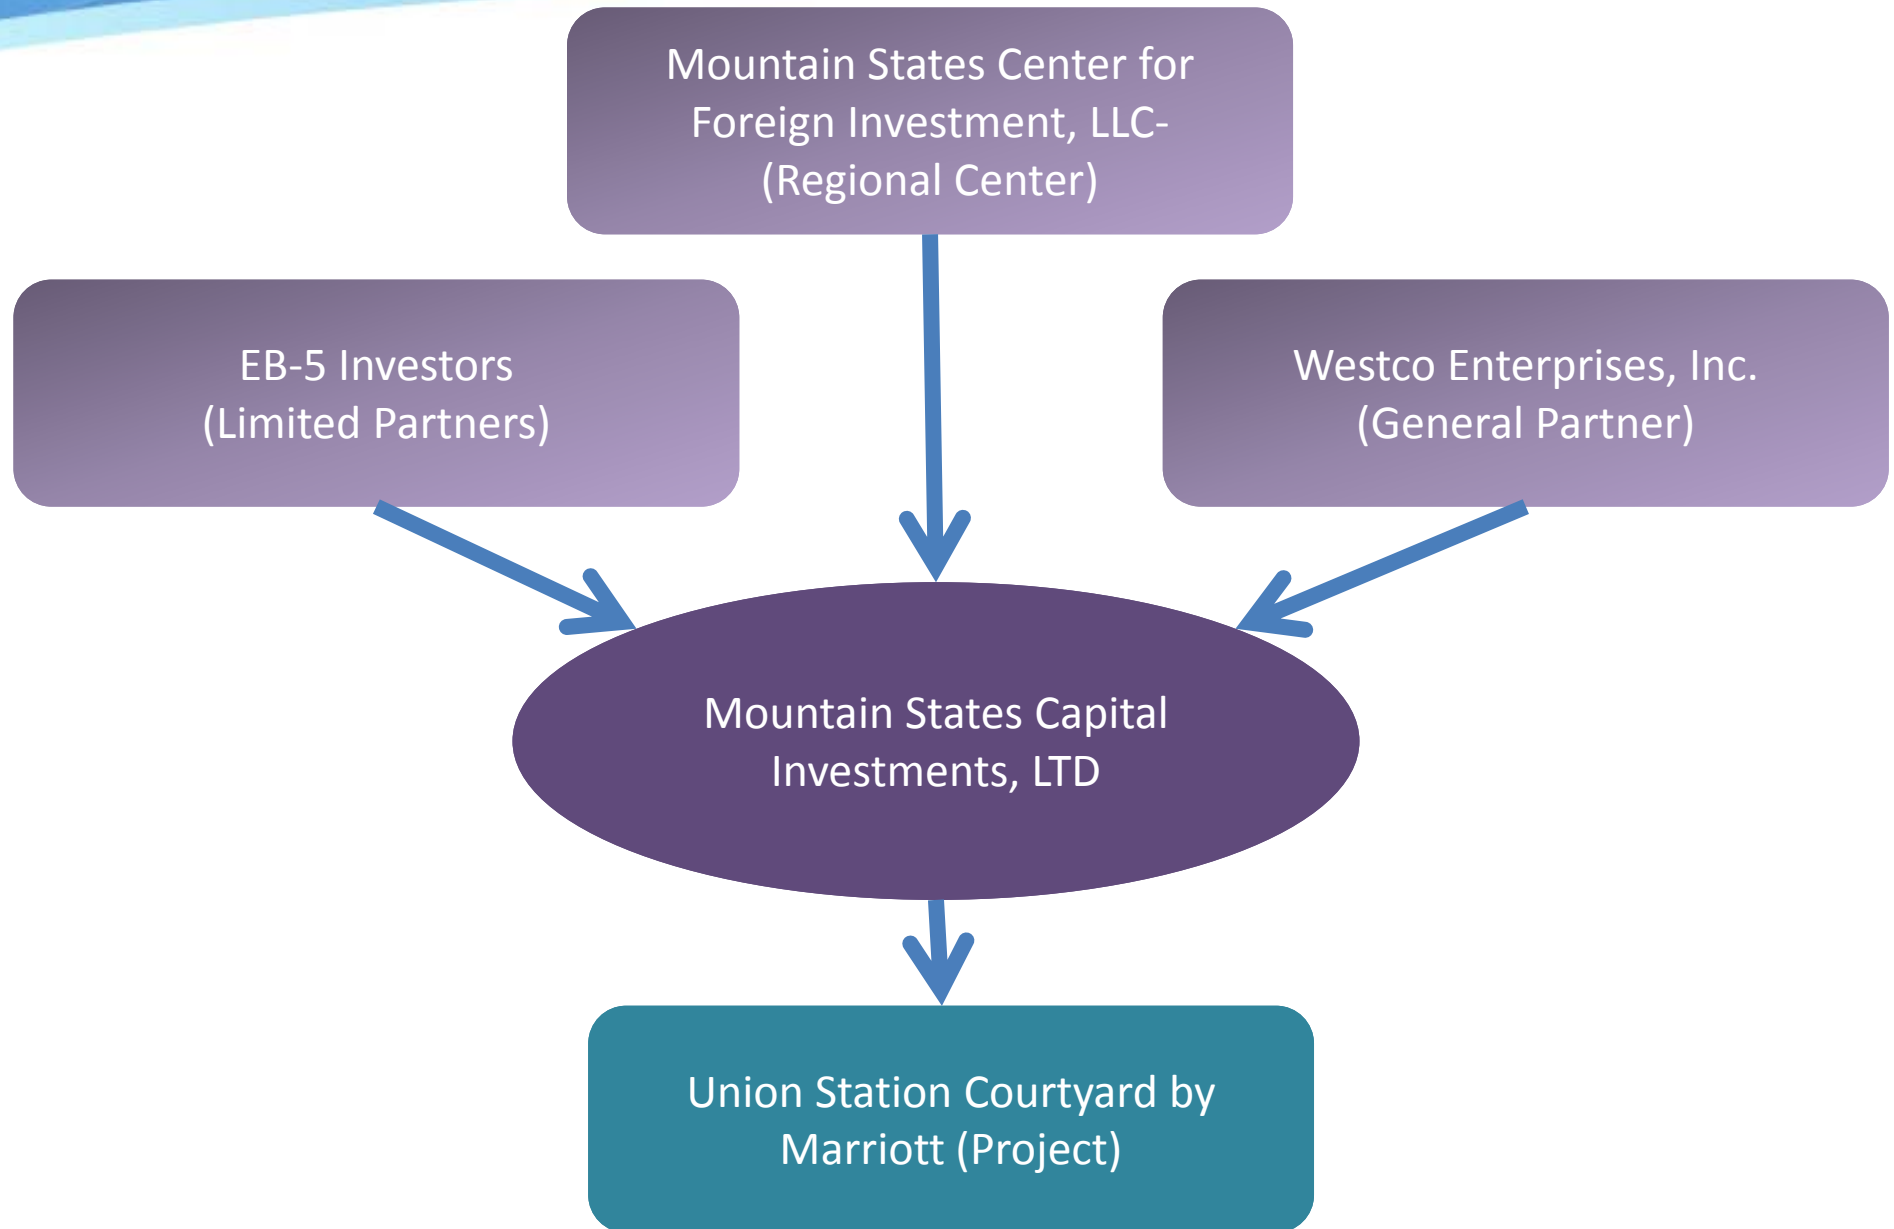 Mountain States Center for
Foreign Investment, LLC-
(Regional Center)
EB-5 Investors
(Limited Partners)
Westco Enterprises, Inc.
(General Partner)
Mountain States Capital
Investments, LTD
Union Station Courtyard by
Marriott (Project)